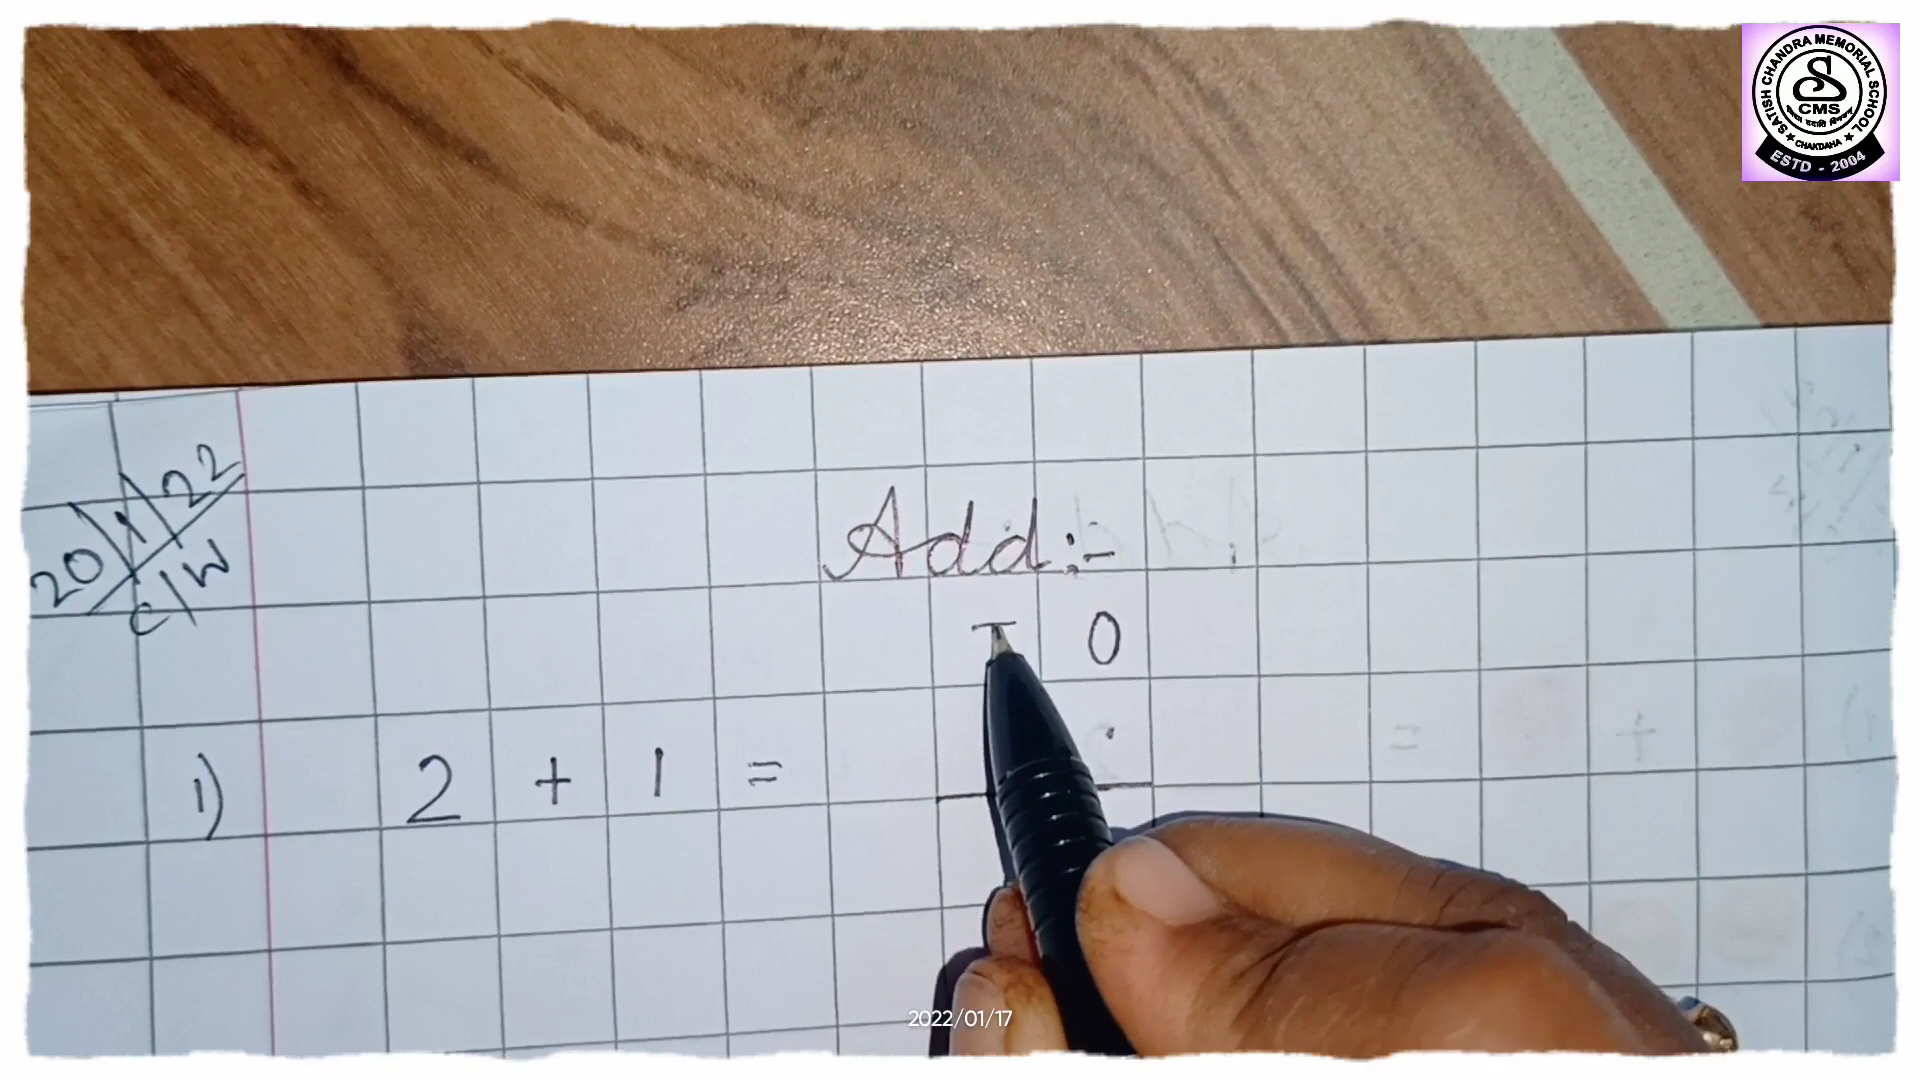 SATISH CHANDRA MEMORIAL SCHOOL
S
CMS
CHAKDAHA
ESTD - 2004
20/1/22
C/W
Add :-
T O
1) 2 + 1 =
2022/01/17